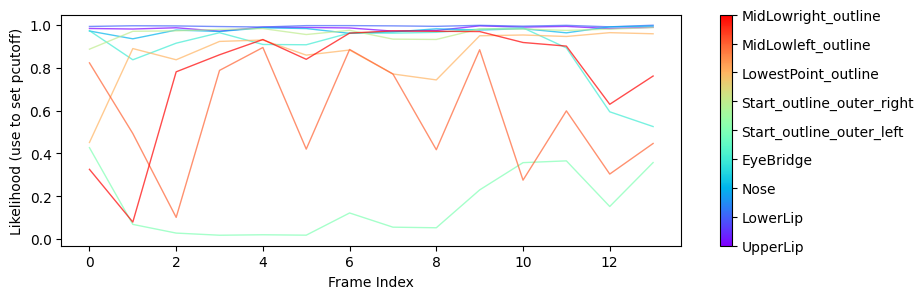 Likelihood (use to set pcutoff)
1.0
0.8
0.6
0.4
0.2
0.0
0 2 4 6 8 10 12
Frame Index
MidLowright_outline
MidLowleft_outline
LowestPoint_outline
Start_outline_outer_right
Start_outline_outer_left
EyeBridge
Nose
LowerLip
UpperLip